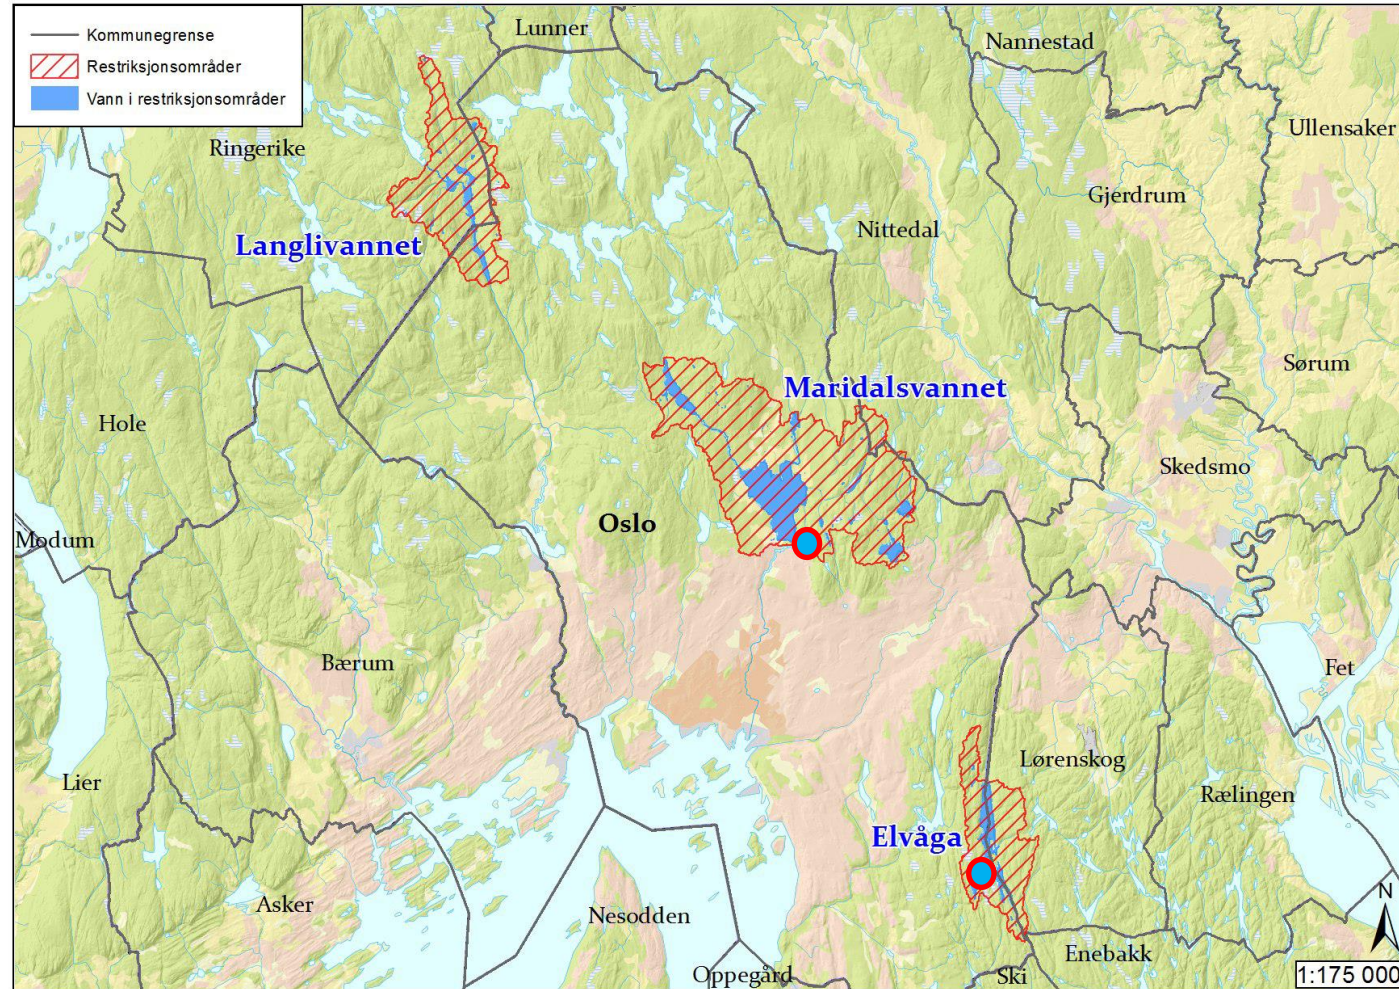 Kommunegrense
Restriksjonsområder
Vann i restriksjonsområder
Lunner
Nannestad
Ullensaker
Ringerike
Gjerdrum
Nittedal
Langlivannet
Sørum
Maridalsvannet
Hole
Skedsmo
Oslo
Modum
Bærum
Fet
Lørenskog
Lier
Rælingen
Elvåga
N
Asker
Nesodden
Enebakk
Oppegård
Ski
1:175 000